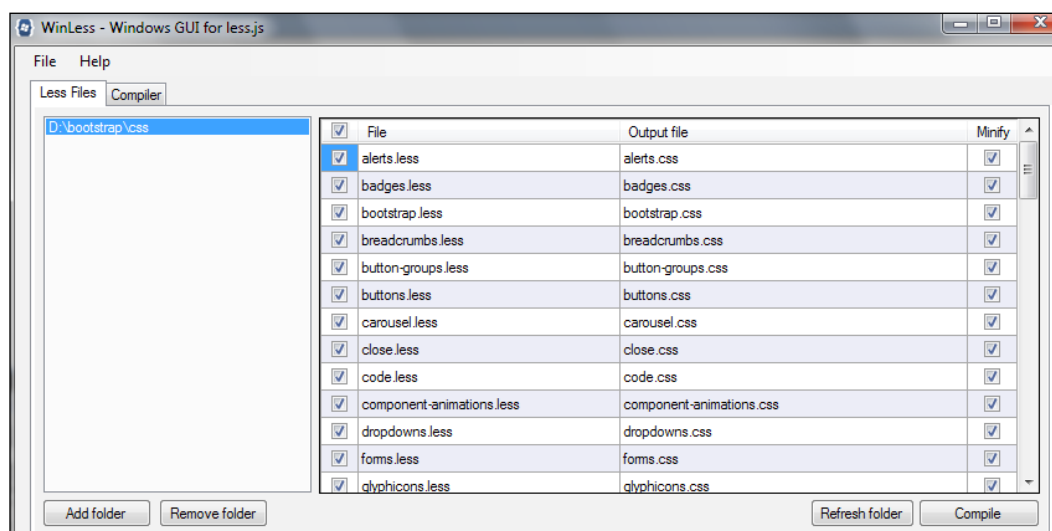 WinLess - Windows GUI for less.js
File Help
Less Files Compiler
D:\bootstrap\css
File Output file Minify
alerts.less alerts.css
badges.less badges.css
bootstrap.less bootstrap.css
breadcrumbs.less breadcrumbs.css
button-groups.less button-groups.css
buttons.less buttons.css
carousel.less carousel.css
close.less close.css
code.less code.css
component-animations.less component-animations.css
dropdowns.less dropdowns.css
forms.less forms.css
glyphicons.less glyphicons.css
Add folder Remove folder Refresh folder Compile